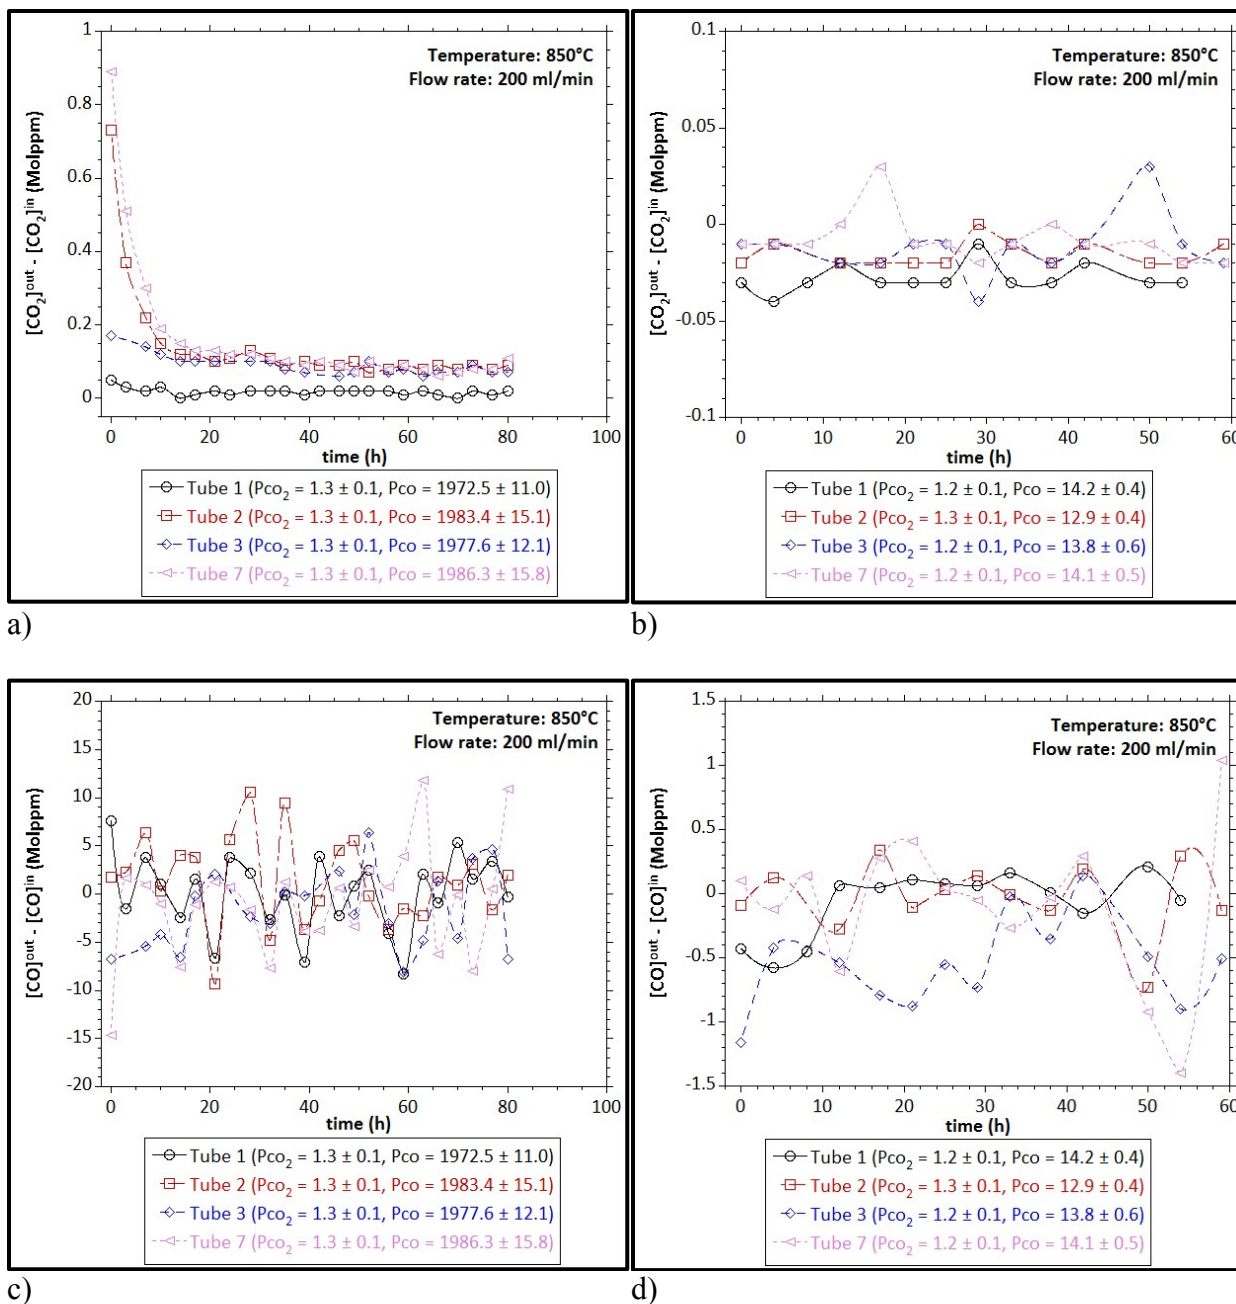 Temperature: 850°C
Flow rate: 200 ml/min
[CO₂]ᵒᵘᵗ - [CO₂]ⁱⁿ (Molppm)
1
0.8
0.6
0.4
0.2
0
0 20 40 60 80 100
time (h)
Tube 1 (Pco₂ = 1.3 ± 0.1, Pco = 1972.5 ± 11.0)
Tube 2 (Pco₂ = 1.3 ± 0.1, Pco = 1983.4 ± 15.1)
Tube 3 (Pco₂ = 1.3 ± 0.1, Pco = 1977.6 ± 12.1)
Tube 7 (Pco₂ = 1.3 ± 0.1, Pco = 1986.3 ± 15.8)
a)
Temperature: 850°C
Flow rate: 200 ml/min
[CO₂]ᵒᵘᵗ - [CO₂]ⁱⁿ (Molppm)
0.1
0.05
0
-0.05
-0.1
0 10 20 30 40 50 60
time (h)
Tube 1 (Pco₂ = 1.2 ± 0.1, Pco = 14.2 ± 0.4)
Tube 2 (Pco₂ = 1.3 ± 0.1, Pco = 12.9 ± 0.4)
Tube 3 (Pco₂ = 1.2 ± 0.1, Pco = 13.8 ± 0.6)
Tube 7 (Pco₂ = 1.2 ± 0.1, Pco = 14.1 ± 0.5)
b)
Temperature: 850°C
Flow rate: 200 ml/min
[CO]ᵒᵘᵗ - [CO]ⁱⁿ (Molppm)
20
15
10
5
0
-5
-10
-15
-20
0 20 40 60 80 100
time (h)
Tube 1 (Pco₂ = 1.3 ± 0.1, Pco = 1972.5 ± 11.0)
Tube 2 (Pco₂ = 1.3 ± 0.1, Pco = 1983.4 ± 15.1)
Tube 3 (Pco₂ = 1.3 ± 0.1, Pco = 1977.6 ± 12.1)
Tube 7 (Pco₂ = 1.3 ± 0.1, Pco = 1986.3 ± 15.8)
c)
Temperature: 850°C
Flow rate: 200 ml/min
[CO]ᵒᵘᵗ - [CO]ⁱⁿ (Molppm)
1.5
1
0.5
0
-0.5
-1
-1.5
0 10 20 30 40 50 60
time (h)
Tube 1 (Pco₂ = 1.2 ± 0.1, Pco = 14.2 ± 0.4)
Tube 2 (Pco₂ = 1.3 ± 0.1, Pco = 12.9 ± 0.4)
Tube 3 (Pco₂ = 1.2 ± 0.1, Pco = 13.8 ± 0.6)
Tube 7 (Pco₂ = 1.2 ± 0.1, Pco = 14.1 ± 0.5)
d)